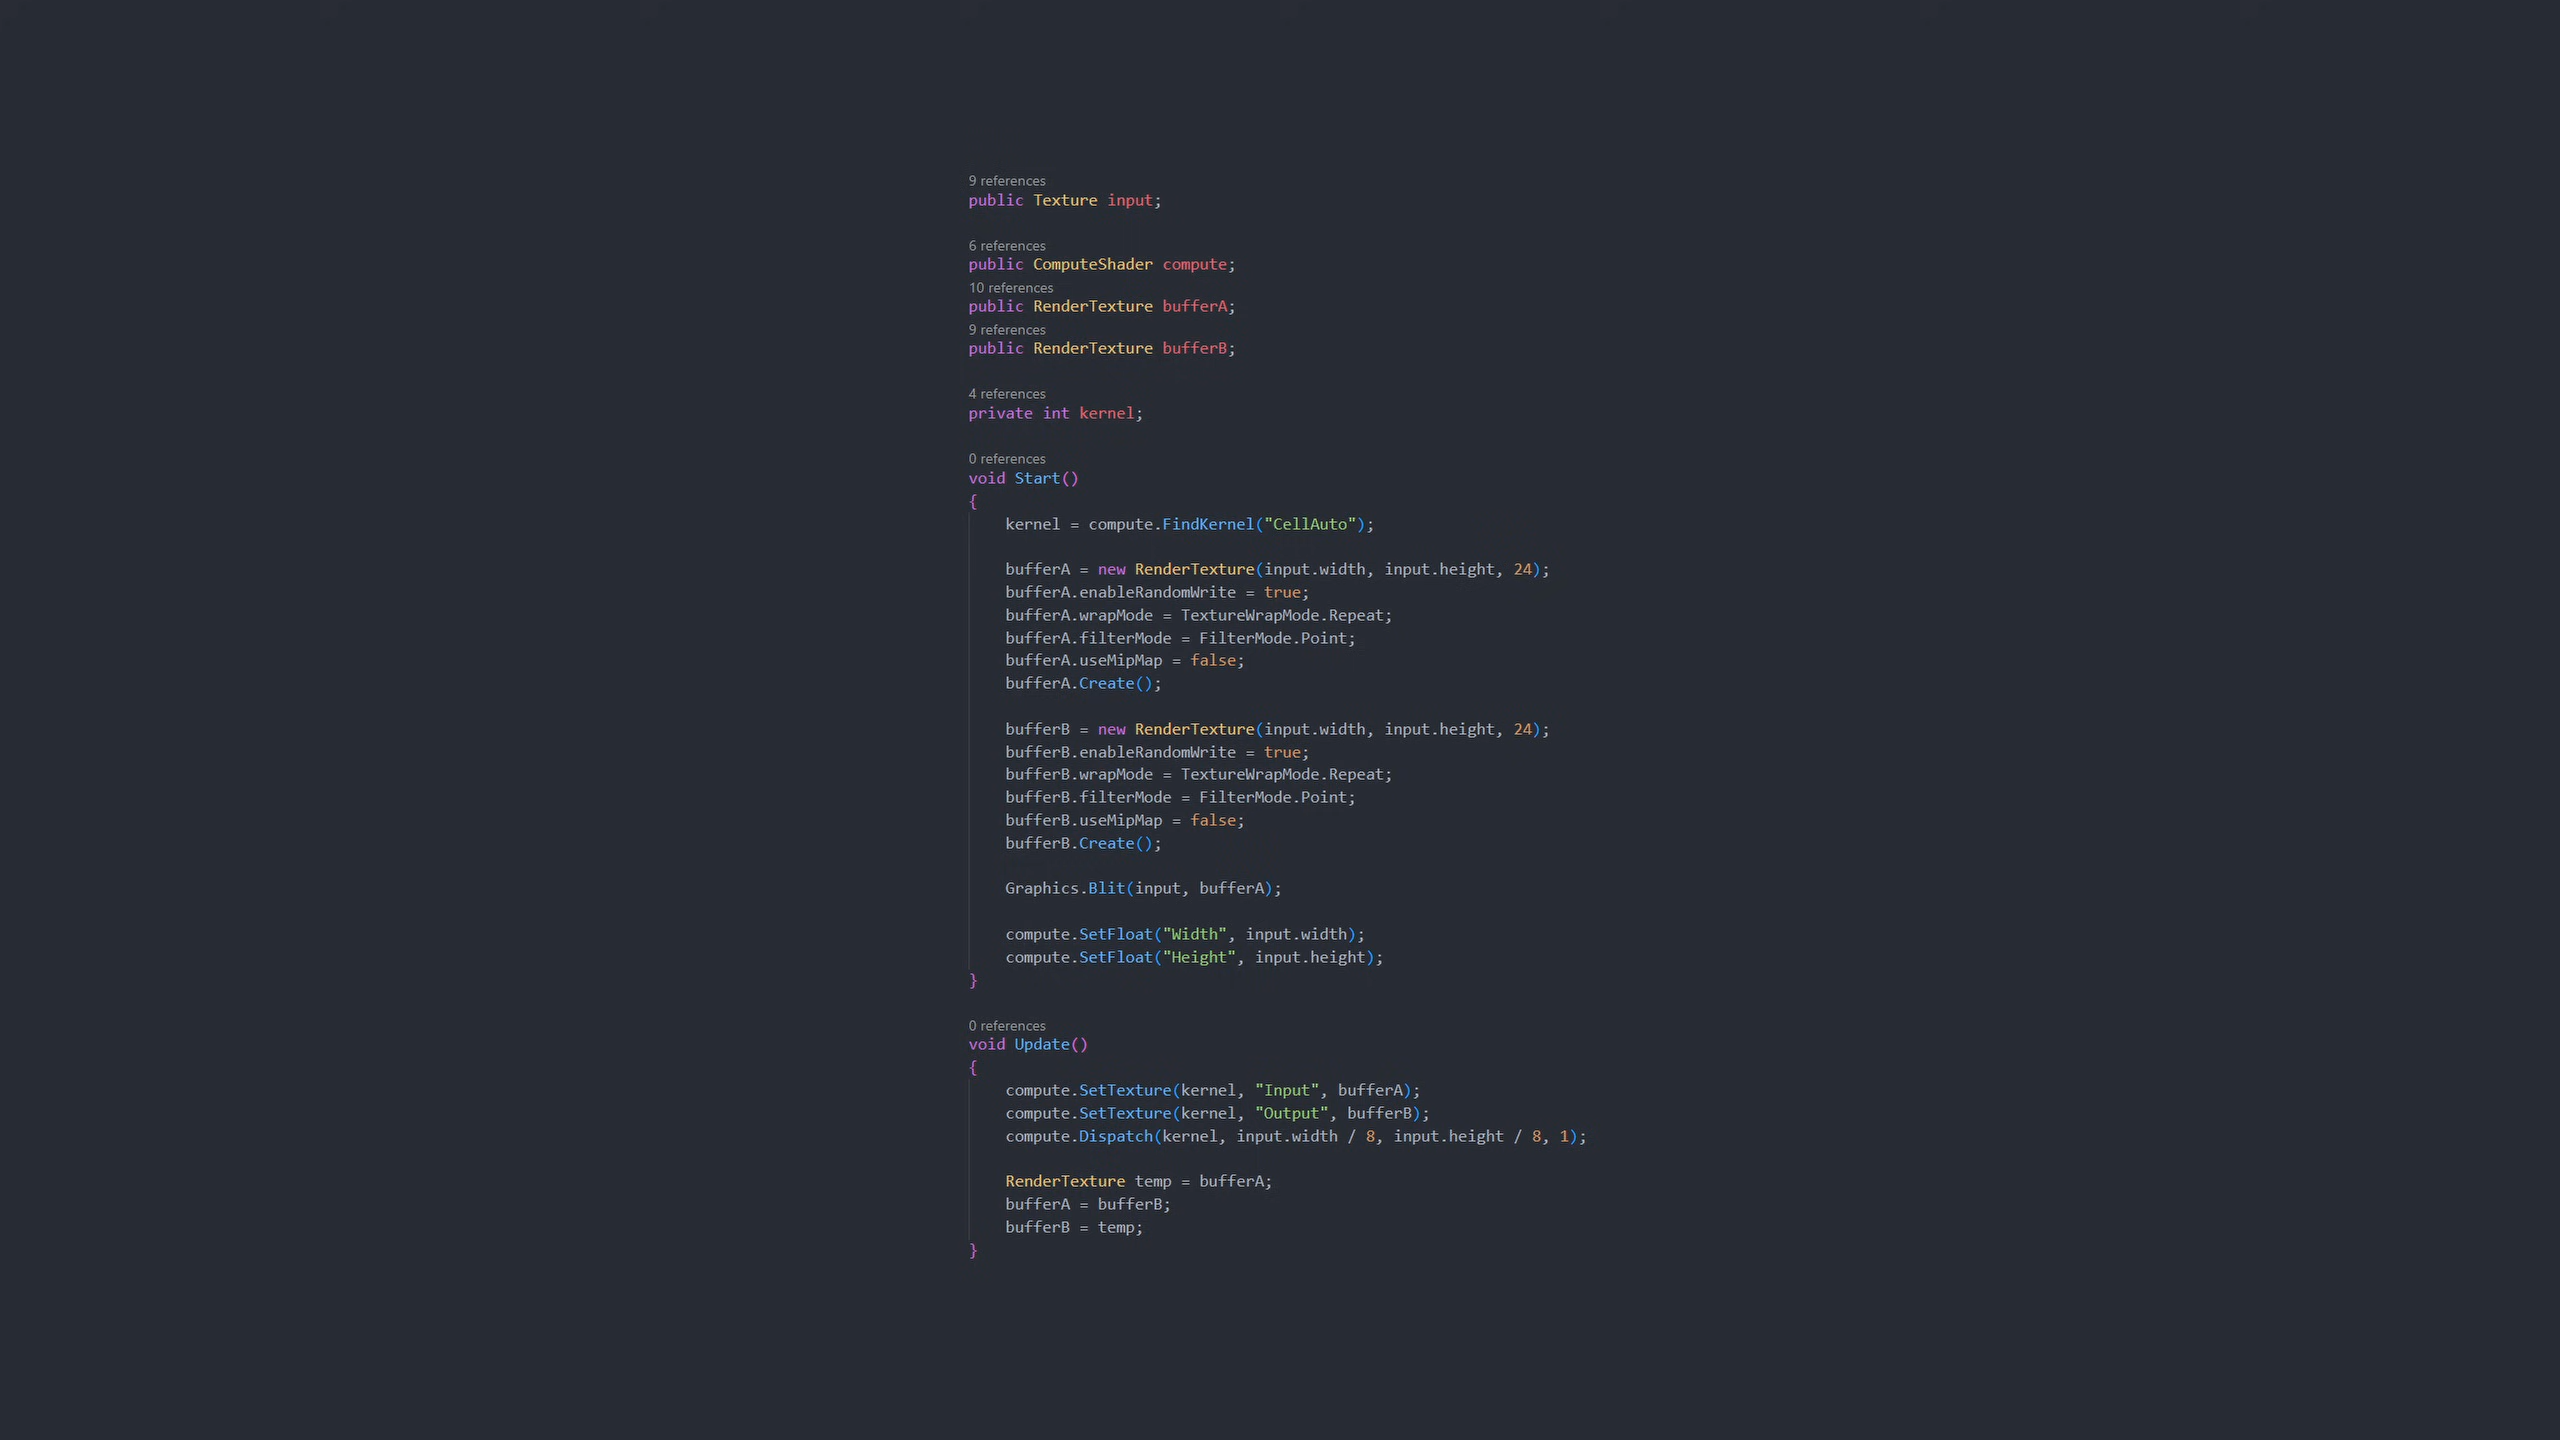 9 references
public Texture input;
6 references
public ComputeShader compute;
10 references
public RenderTexture bufferA;
9 references
public RenderTexture bufferB;
4 references
private int kernel;
0 references
void Start()
{
kernel = compute.FindKernel("CellAuto");
bufferA = new RenderTexture(input.width, input.height, 24);
bufferA.enableRandomWrite = true;
bufferA.wrapMode = TextureWrapMode.Repeat;
bufferA.filterMode = FilterMode.Point;
bufferA.useMipMap = false;
bufferA.Create();
bufferB = new RenderTexture(input.width, input.height, 24);
bufferB.enableRandomWrite = true;
bufferB.wrapMode = TextureWrapMode.Repeat;
bufferB.filterMode = FilterMode.Point;
bufferB.useMipMap = false;
bufferB.Create();
Graphics.Blit(input, bufferA);
compute.SetFloat("Width", input.width);
compute.SetFloat("Height", input.height);
}
0 references
void Update()
{
compute.SetTexture(kernel, "Input", bufferA);
compute.SetTexture(kernel, "Output", bufferB);
compute.Dispatch(kernel, input.width / 8, input.height / 8, 1);
RenderTexture temp = bufferA;
bufferA = bufferB;
bufferB = temp;
}